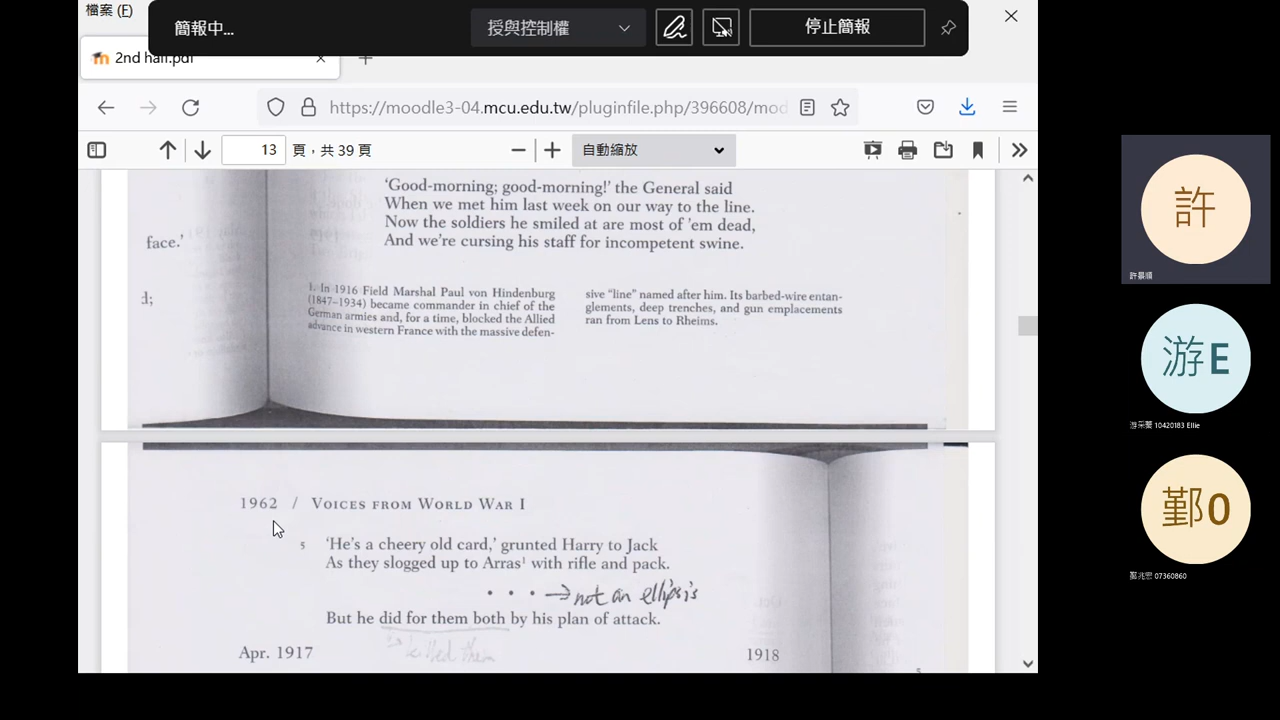 檔案 (F)
簡報中...
授與控制權
停止簡報
2nd half.pdf
https://moodle3-04.mcu.edu.tw/pluginfile.php/396608/mod
13 頁,共 39 頁
自動縮放
'Good-morning; good-morning!' the General said
When we met him last week on our way to the line.
Now the soldiers he smiled at are most of 'em dead,
And we're cursing his staff for incompetent swine.
face.'
d;
1. In 1916 Field Marshal Paul von Hindenburg
(1847–1934) became commander in chief of the
German armies and, for a time, blocked the Allied
advance in western France with the massive defen-
sive "line" named after him. Its barbed-wire entan-
glements, deep trenches, and gun emplacements
ran from Lens to Rheims.
1962 / VOICES FROM WORLD WAR I
5 'He's a cheery old card,' grunted Harry to Jack
As they slogged up to Arras¹ with rifle and pack.
. . . → not an ellipsis
But he did for them both by his plan of attack.
killed them
Apr. 1917 1918
5
許
許景順
游E
10420183 Ellie
鄞0
07360860